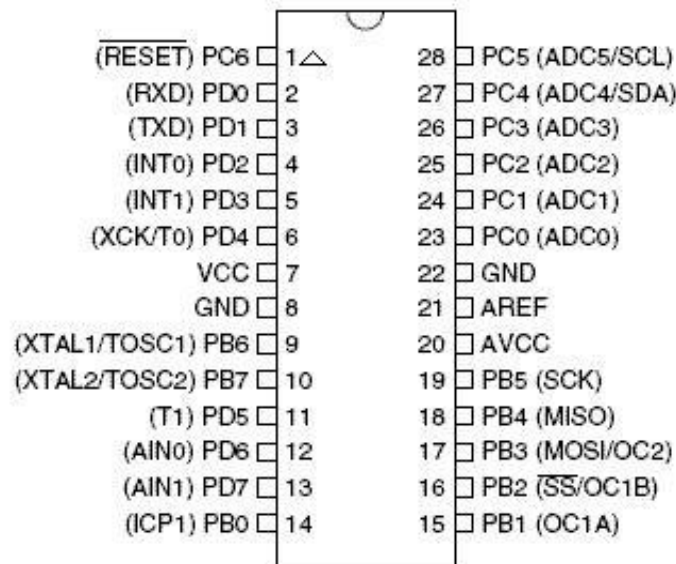 (RESET) PC6 1 28 PC5 (ADC5/SCL)
(RXD) PD0 2 27 PC4 (ADC4/SDA)
(TXD) PD1 3 26 PC3 (ADC3)
(INT0) PD2 4 25 PC2 (ADC2)
(INT1) PD3 5 24 PC1 (ADC1)
(XCK/T0) PD4 6 23 PC0 (ADC0)
VCC 7 22 GND
GND 8 21 AREF
(XTAL1/TOSC1) PB6 9 20 AVCC
(XTAL2/TOSC2) PB7 10 19 PB5 (SCK)
(T1) PD5 11 18 PB4 (MISO)
(AIN0) PD6 12 17 PB3 (MOSI/OC2)
(AIN1) PD7 13 16 PB2 (SS/OC1B)
(ICP1) PB0 14 15 PB1 (OC1A)